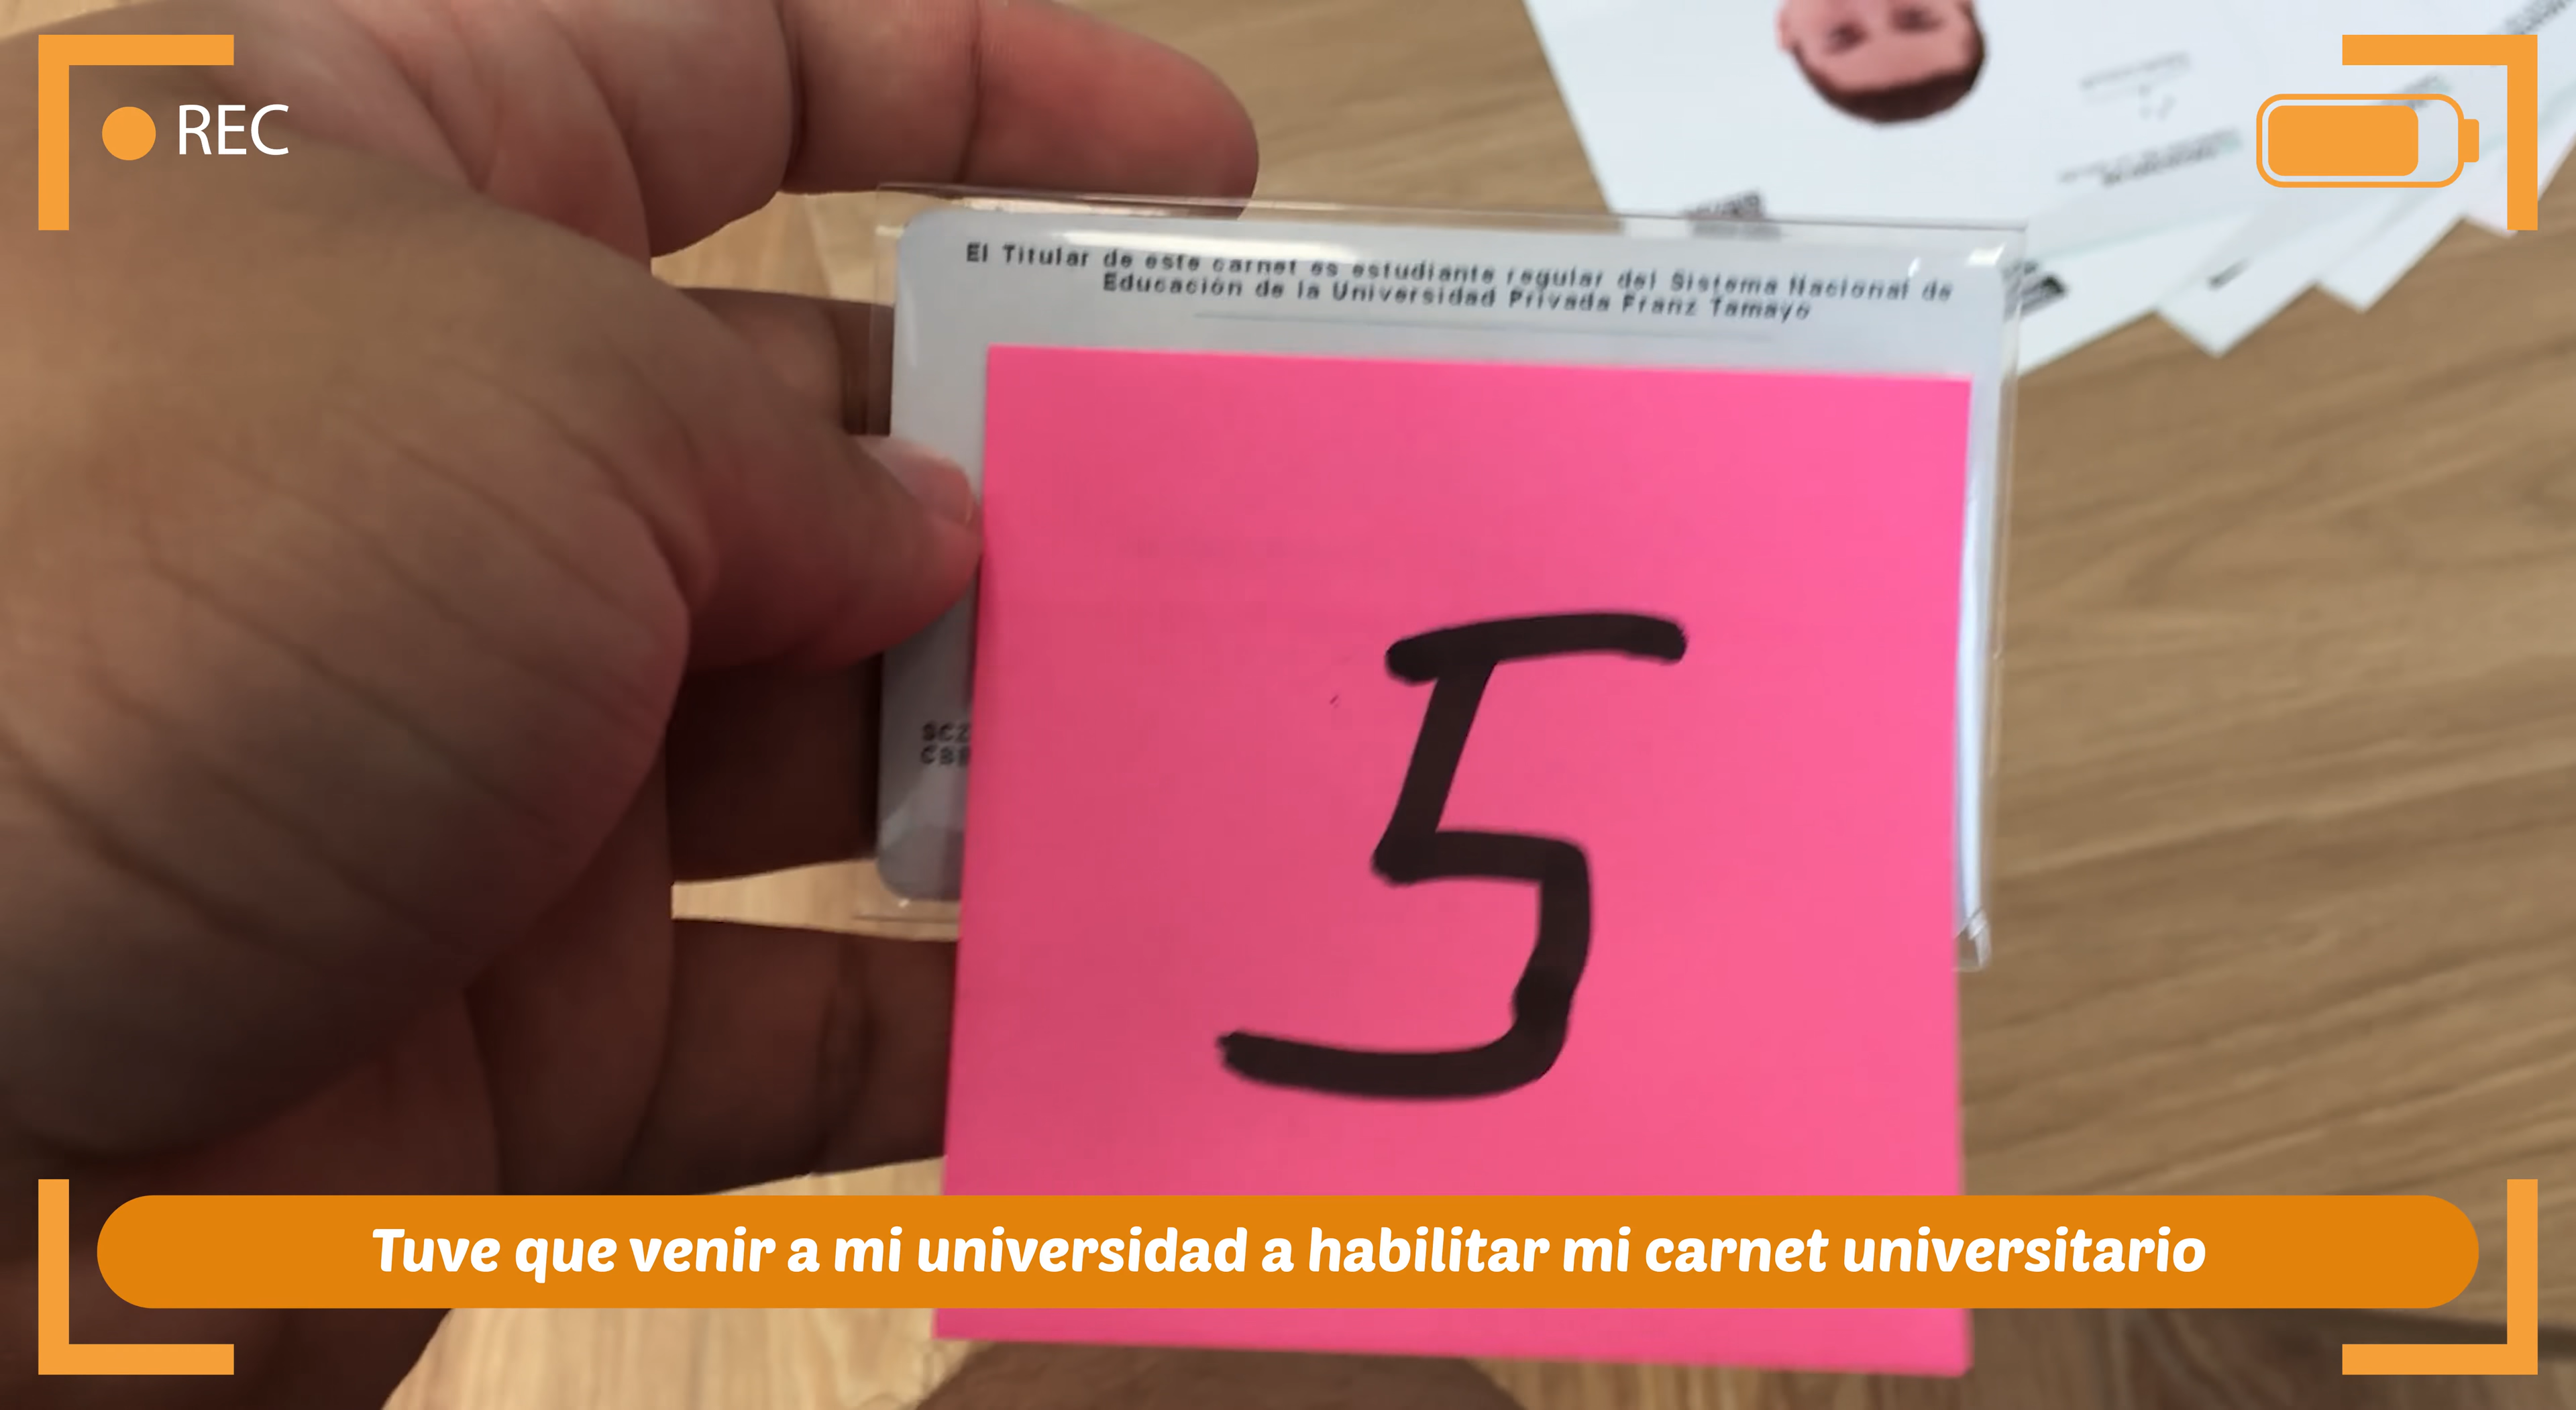 REC
El Titular de este carnet es estudiante regular del Sistema Nacional de
Educación de la Universidad Privada Franz Tamayo
SCZ
5
Tuve que venir a mi universidad a habilitar mi carnet universitario